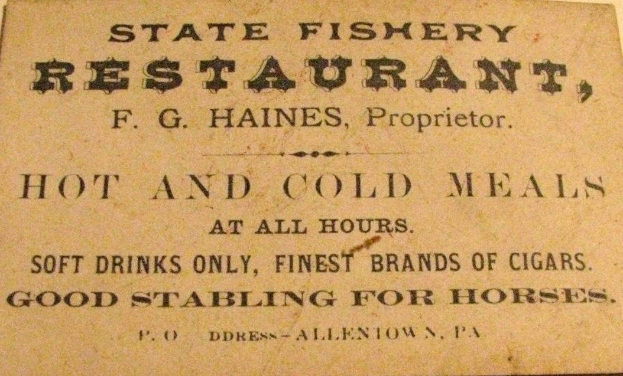 STATE FISHERY
RESTAURANT,
F. G. HAINES, Proprietor.
HOT AND COLD MEALS
AT ALL HOURS.
SOFT DRINKS ONLY, FINEST BRANDS OF CIGARS.
GOOD STABLING FOR HORSES.
P. O DDRESS-ALLENTOWN, PA